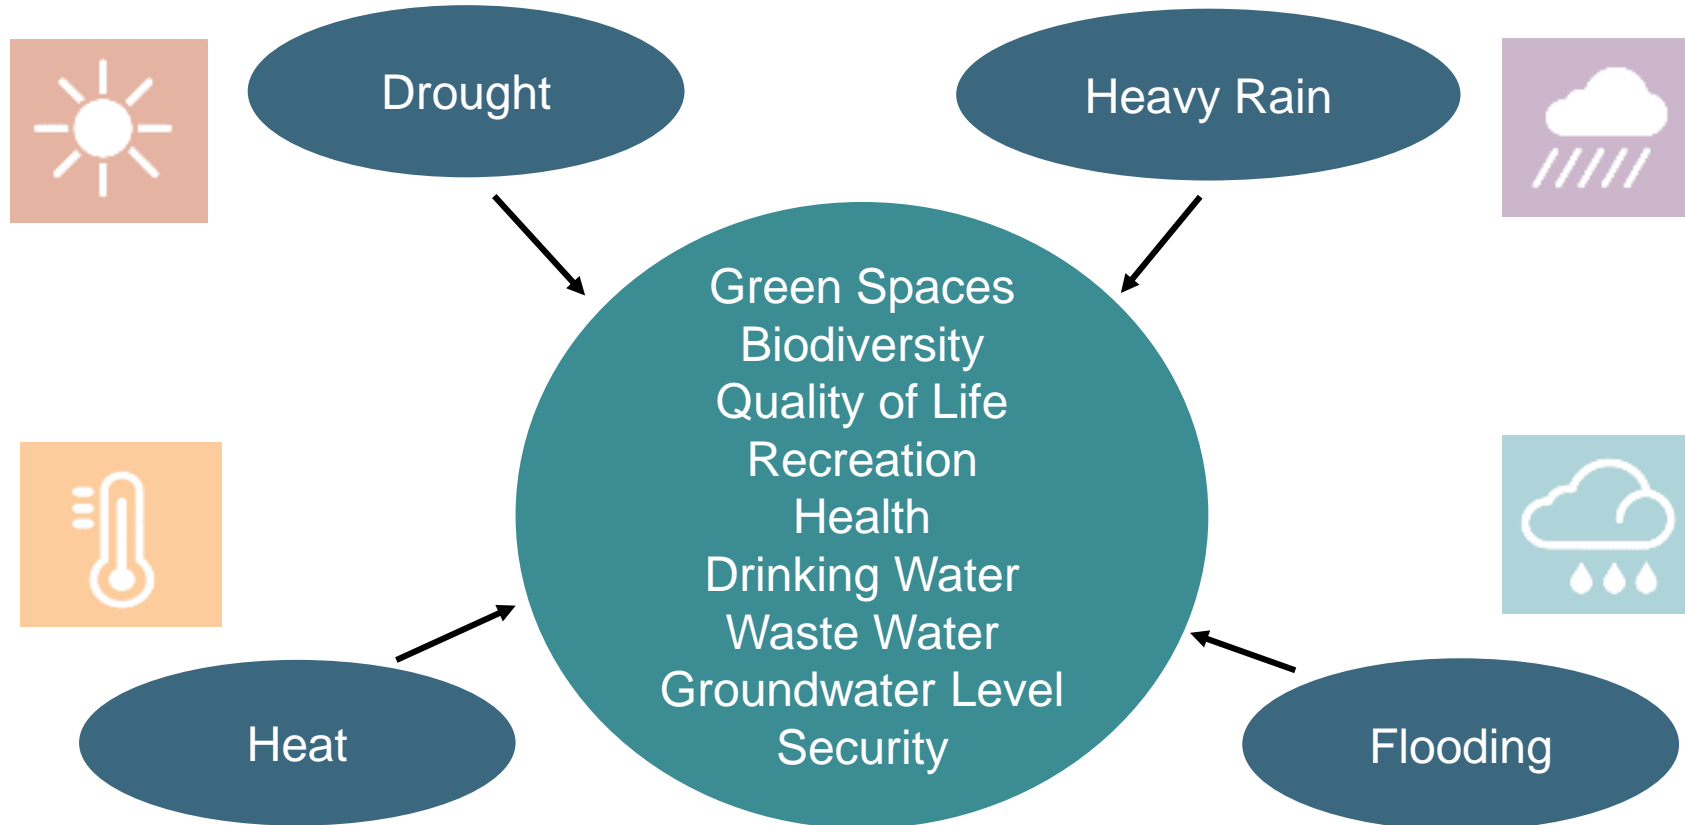 Drought
Heavy Rain
Green Spaces
Biodiversity
Quality of Life
Recreation
Health
Drinking Water
Waste Water
Groundwater Level
Security
Heat
Flooding